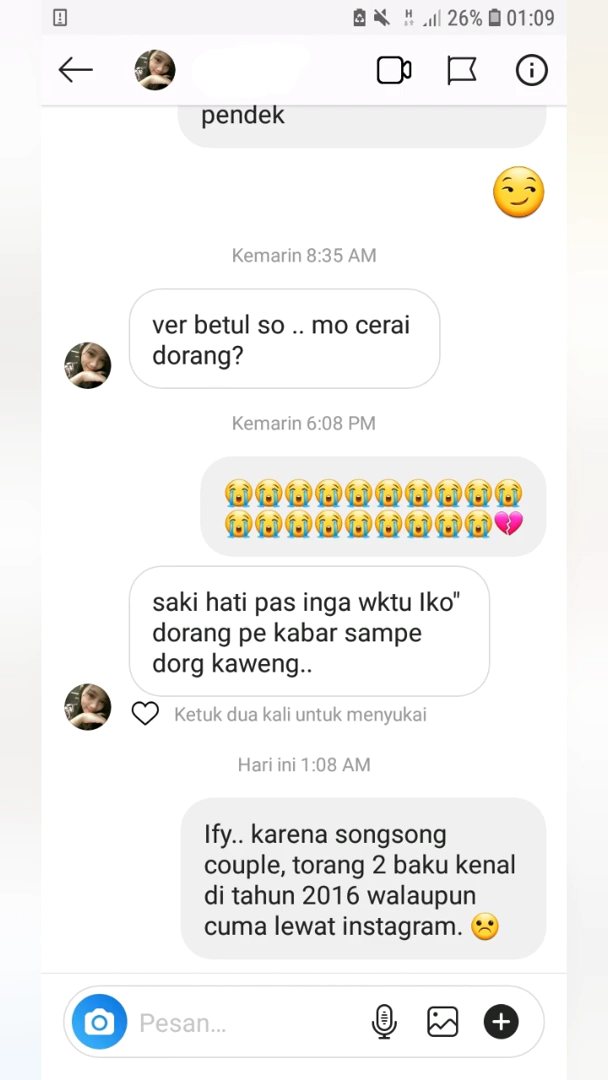 26% 01:09
pendek
Kemarin 8:35 AM
ver betul so .. mo cerai
dorang?
Kemarin 6:08 PM
saki hati pas inga wktu Iko"
dorang pe kabar sampe
dorg kaweng..
Ketuk dua kali untuk menyukai
Hari ini 1:08 AM
Ify.. karena songsong
couple, torang 2 baku kenal
di tahun 2016 walaupun
cuma lewat instagram.
Pesan...